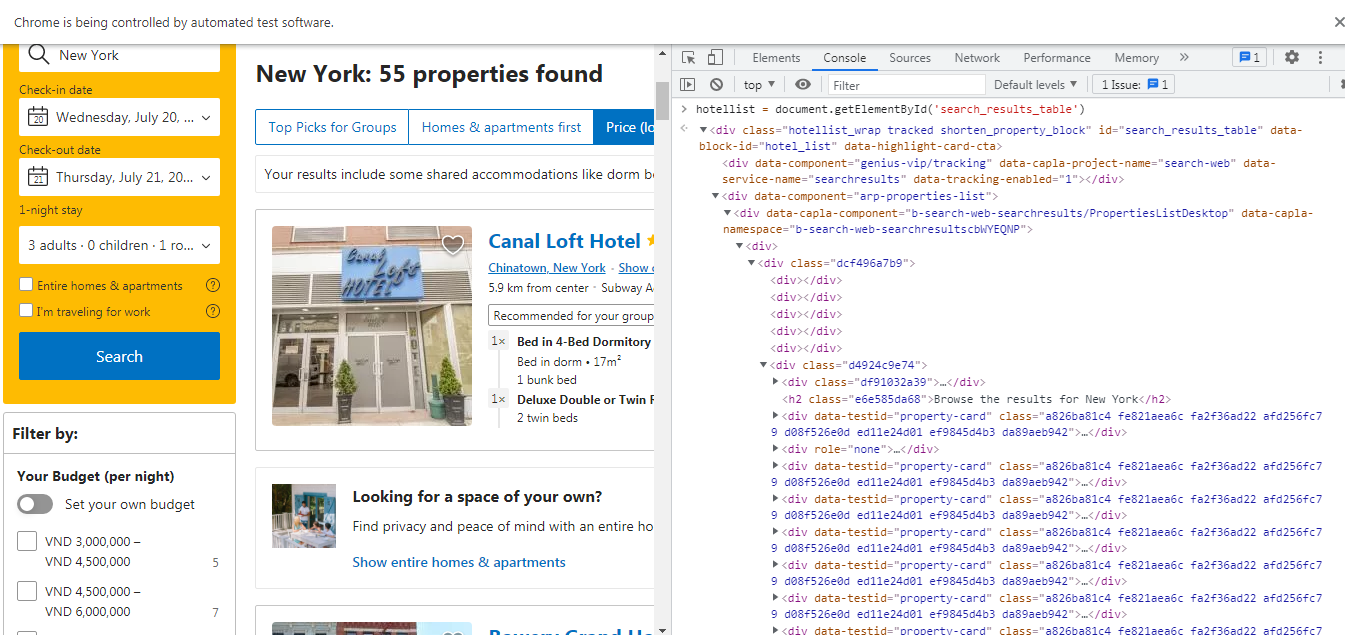 Chrome is being controlled by automated test software.
New York
Check-in date
20
Wednesday, July 20, ...
Check-out date
21
Thursday, July 21, 20...
1-night stay
3 adults · 0 children · 1 ro...
Entire homes & apartments
I'm traveling for work
Search
Filter by:
Your Budget (per night)
Set your own budget
VND 3,000,000 –
VND 4,500,000
5
VND 4,500,000 –
VND 6,000,000
7
New York: 55 properties found
Top Picks for Groups
Homes & apartments first
Price (lo
Your results include some shared accommodations like dorm be
Canal Loft HOTEL
Canal Loft Hotel
Chinatown, New York · Show o
5.9 km from center · Subway A
Recommended for your group
1× Bed in 4-Bed Dormitory
Bed in dorm • 17m²
1 bunk bed
1× Deluxe Double or Twin R
2 twin beds
Looking for a space of your own?
Find privacy and peace of mind with an entire ho
Show entire homes & apartments
Bowery Grand Ho
Elements Console Sources Network Performance Memory » 1
top ▼ Filter Default levels ▼ 1 Issue: 1
> hotellist = document.getElementById('search_results_table')
▼<div class="hotellist_wrap tracked shorten_property_block" id="search_results_table" data-
block-id="hotel_list" data-highlight-card-cta>
<div data-component="genius-vip/tracking" data-capla-project-name="search-web" data-
service-name="searchresults" data-tracking-enabled="1"></div>
▼<div data-component="arp-properties-list">
▼<div data-capla-component="b-search-web-searchresults/PropertiesListDesktop" data-capla-
namespace="b-search-web-searchresultscbWYEQNP">
▼<div>
▼<div class="dcf496a7b9">
<div></div>
<div></div>
<div></div>
<div></div>
<div></div>
▼<div class="d4924c9e74">
▶<div class="df91032a39">…</div>
<h2 class="e6e585da68">Browse the results for New York</h2>
▶<div data-testid="property-card" class="a826ba81c4 fe821aea6c fa2f36ad22 afd256fc7
9 d08f526e0d ed11e24d01 ef9845d4b3 da89aeb942">…</div>
▶<div role="none">…</div>
▶<div data-testid="property-card" class="a826ba81c4 fe821aea6c fa2f36ad22 afd256fc7
9 d08f526e0d ed11e24d01 ef9845d4b3 da89aeb942">…</div>
▶<div data-testid="property-card" class="a826ba81c4 fe821aea6c fa2f36ad22 afd256fc7
9 d08f526e0d ed11e24d01 ef9845d4b3 da89aeb942">…</div>
▶<div data-testid="property-card" class="a826ba81c4 fe821aea6c fa2f36ad22 afd256fc7
9 d08f526e0d ed11e24d01 ef9845d4b3 da89aeb942">…</div>
▶<div data-testid="property-card" class="a826ba81c4 fe821aea6c fa2f36ad22 afd256fc7
9 d08f526e0d ed11e24d01 ef9845d4b3 da89aeb942">…</div>
▶<div data-testid="property-card" class="a826ba81c4 fe821aea6c fa2f36ad22 afd256fc7
9 d08f526e0d ed11e24d01 ef9845d4b3 da89aeb942">…</div>
▶<div data-testid="property-card" class="a826ba81c4 fe821aea6c fa2f36ad22 afd256fc7